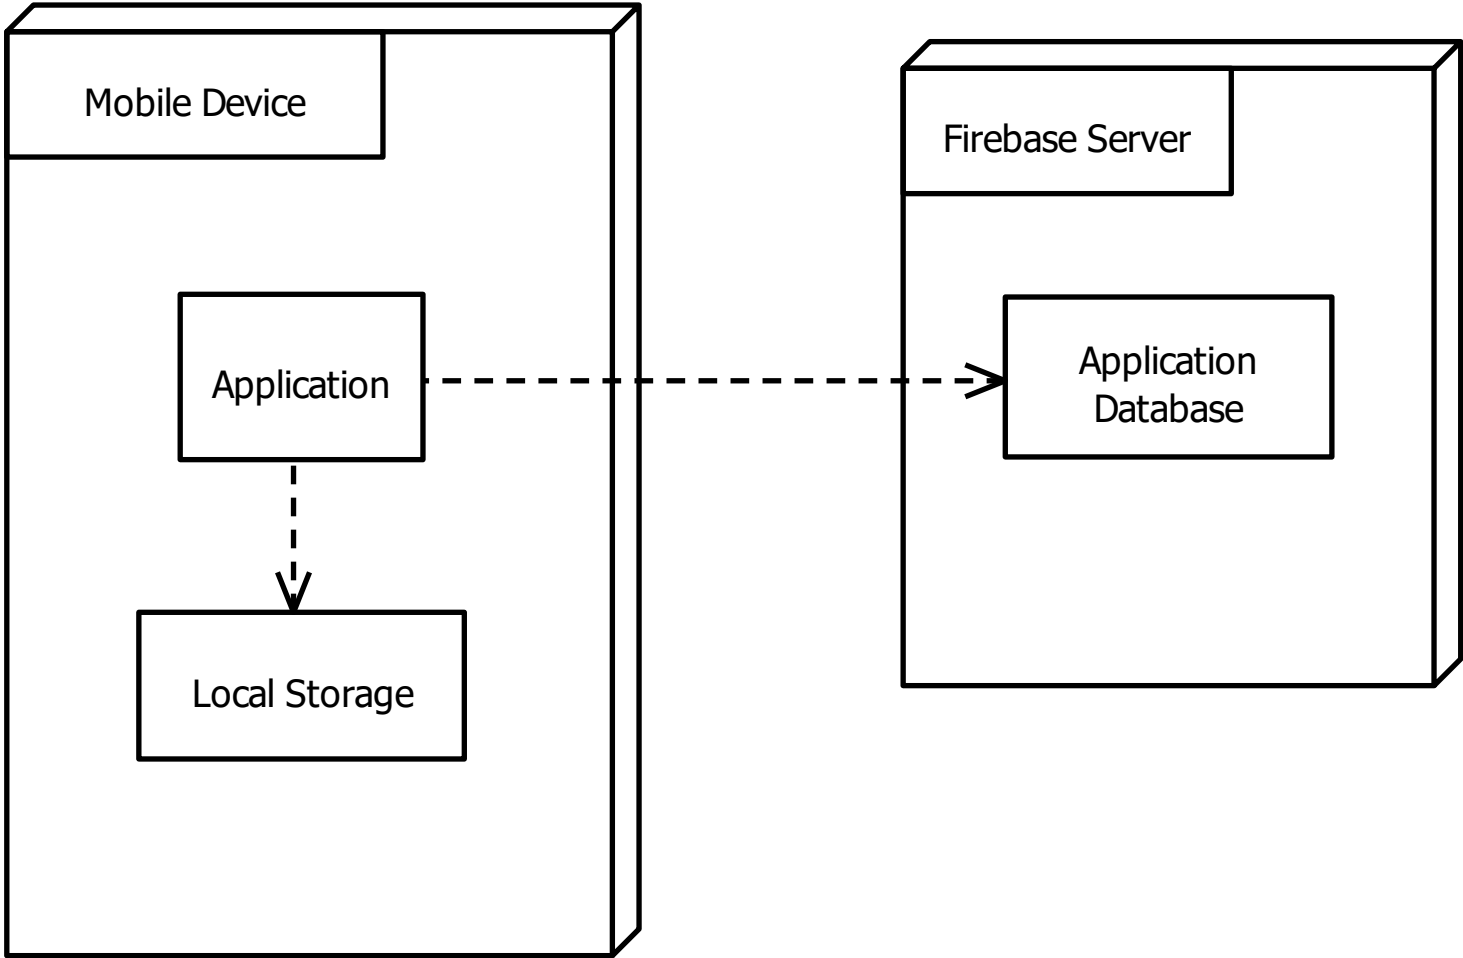 Mobile Device
Firebase Server
Application
Application
Database
Local Storage